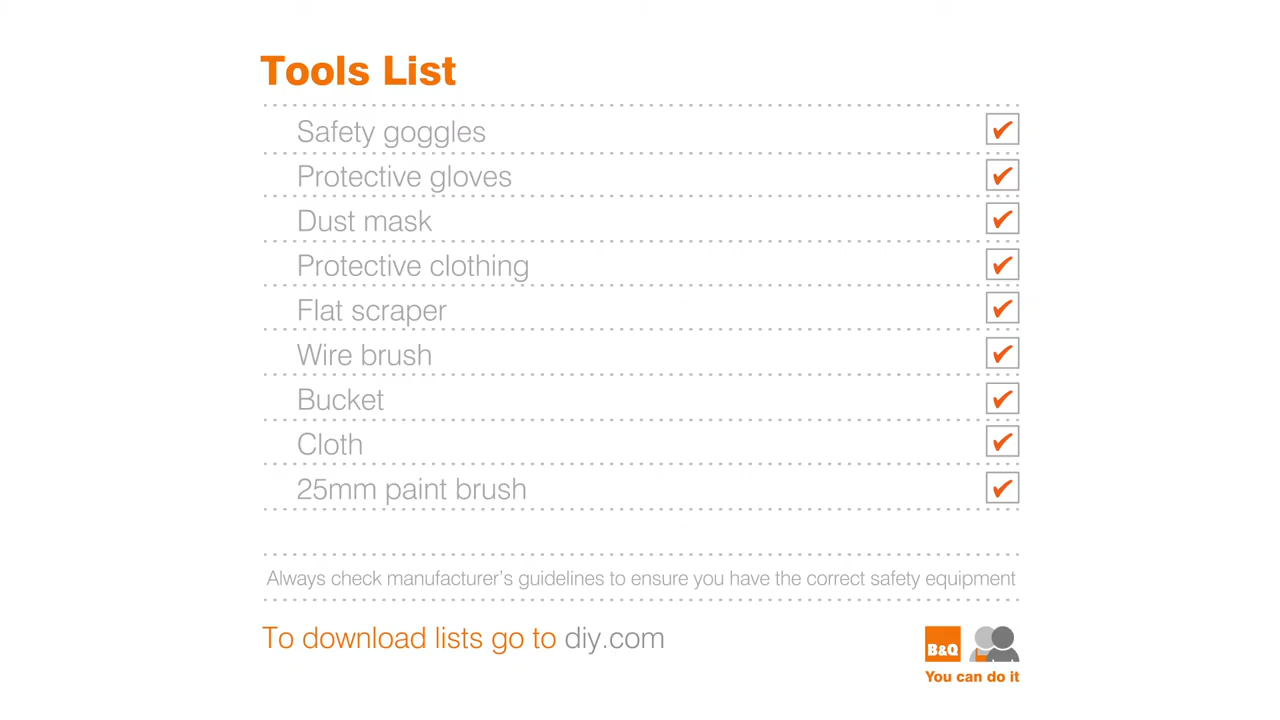 Tools List
Safety goggles
Protective gloves
Dust mask
Protective clothing
Flat scraper
Wire brush
Bucket
Cloth
25mm paint brush
Always check manufacturer's guidelines to ensure you have the correct safety equipment
To download lists go to diy.com
B&Q
You can do it